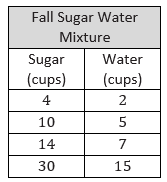 Fall Sugar Water
Mixture
Sugar Water
(cups) (cups)
4 2
10 5
14 7
30 15